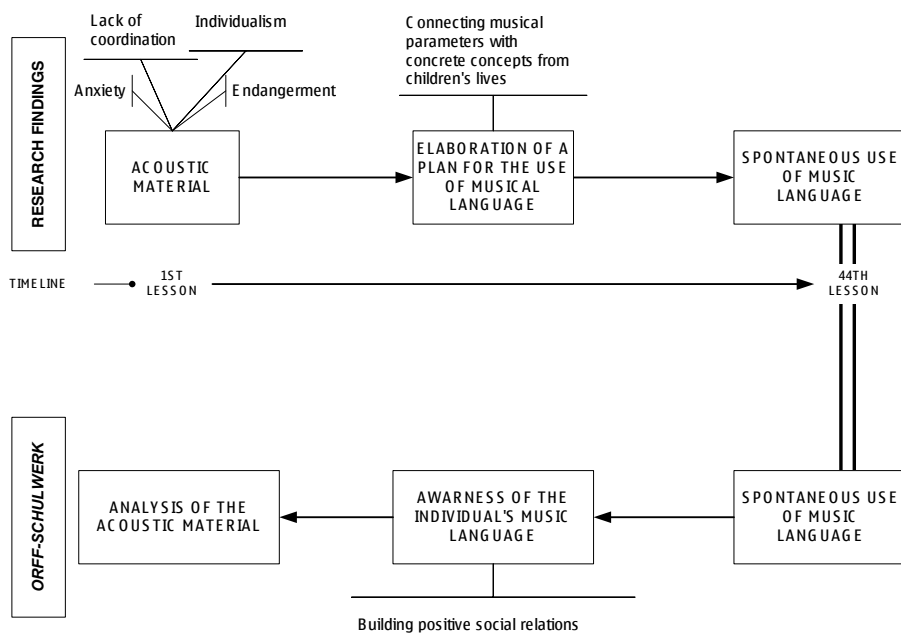 RESEARCH FINDINGS
Lack of
coordination
Individualism
Anxiety
Endangerment
Connecting musical
parameters with
concrete concepts from
children's lives
ACOUSTIC
MATERIAL
ELABORATION OF A
PLAN FOR THE USE
OF MUSICAL
LANGUAGE
SPONTANEOUS USE
OF MUSIC
LANGUAGE
TIMELINE
1ST
LESSON
44TH
LESSON
ORFF-SCHULWERK
ANALYSIS OF THE
ACOUSTIC MATERIAL
AWARNESS OF THE
INDIVIDUAL'S MUSIC
LANGUAGE
SPONTANEOUS USE
OF MUSIC
LANGUAGE
Building positive social relations